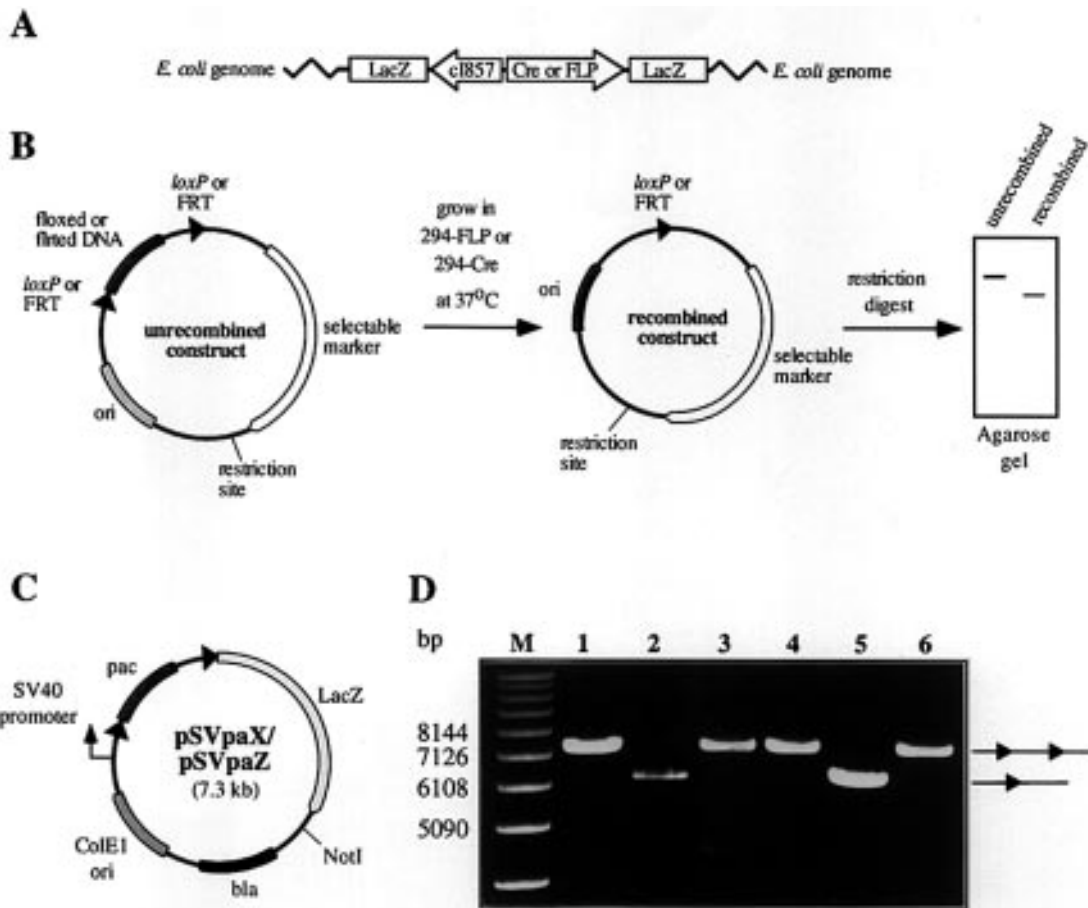 A
E. coli genome
LacZ
cI857
Cre or FLP
LacZ
E. coli genome
B
loxP or
FRT
floxed or
flrted DNA
loxP or
FRT
unrecombined
construct
selectable
marker
ori
restriction
site
grow in
294-FLP or
294-Cre
at 37⁰C
loxP or
FRT
ori
recombined
construct
selectable
marker
restriction
site
restriction
digest
unrecombined
recombined
Agarose
gel
C
pac
SV40
promoter
LacZ
pSVpaX/
pSVpaZ
(7.3 kb)
ColE1
ori
NotI
bla
D
bp
M 1 2 3 4 5 6
8144
7126
6108
5090